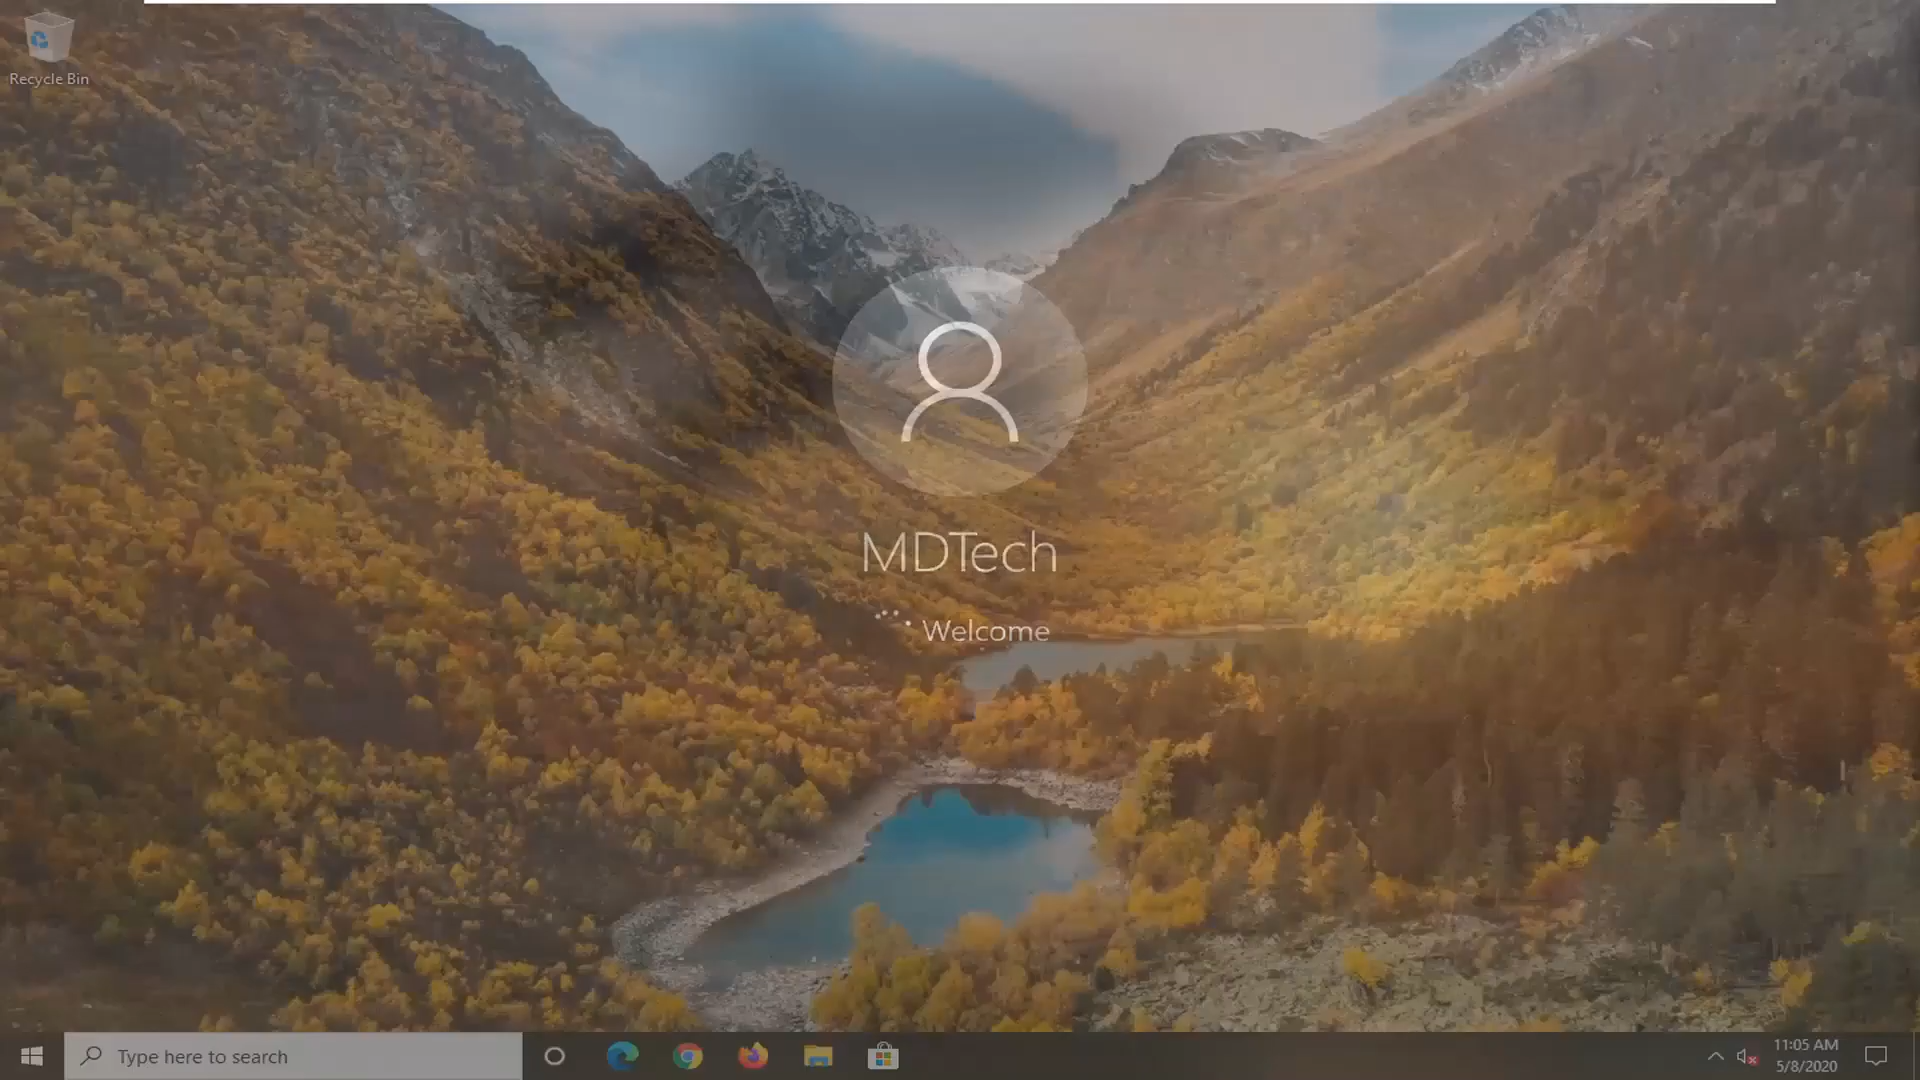 Recycle Bin
MDTech
Welcome
Type here to search
11:05 AM
5/8/2020